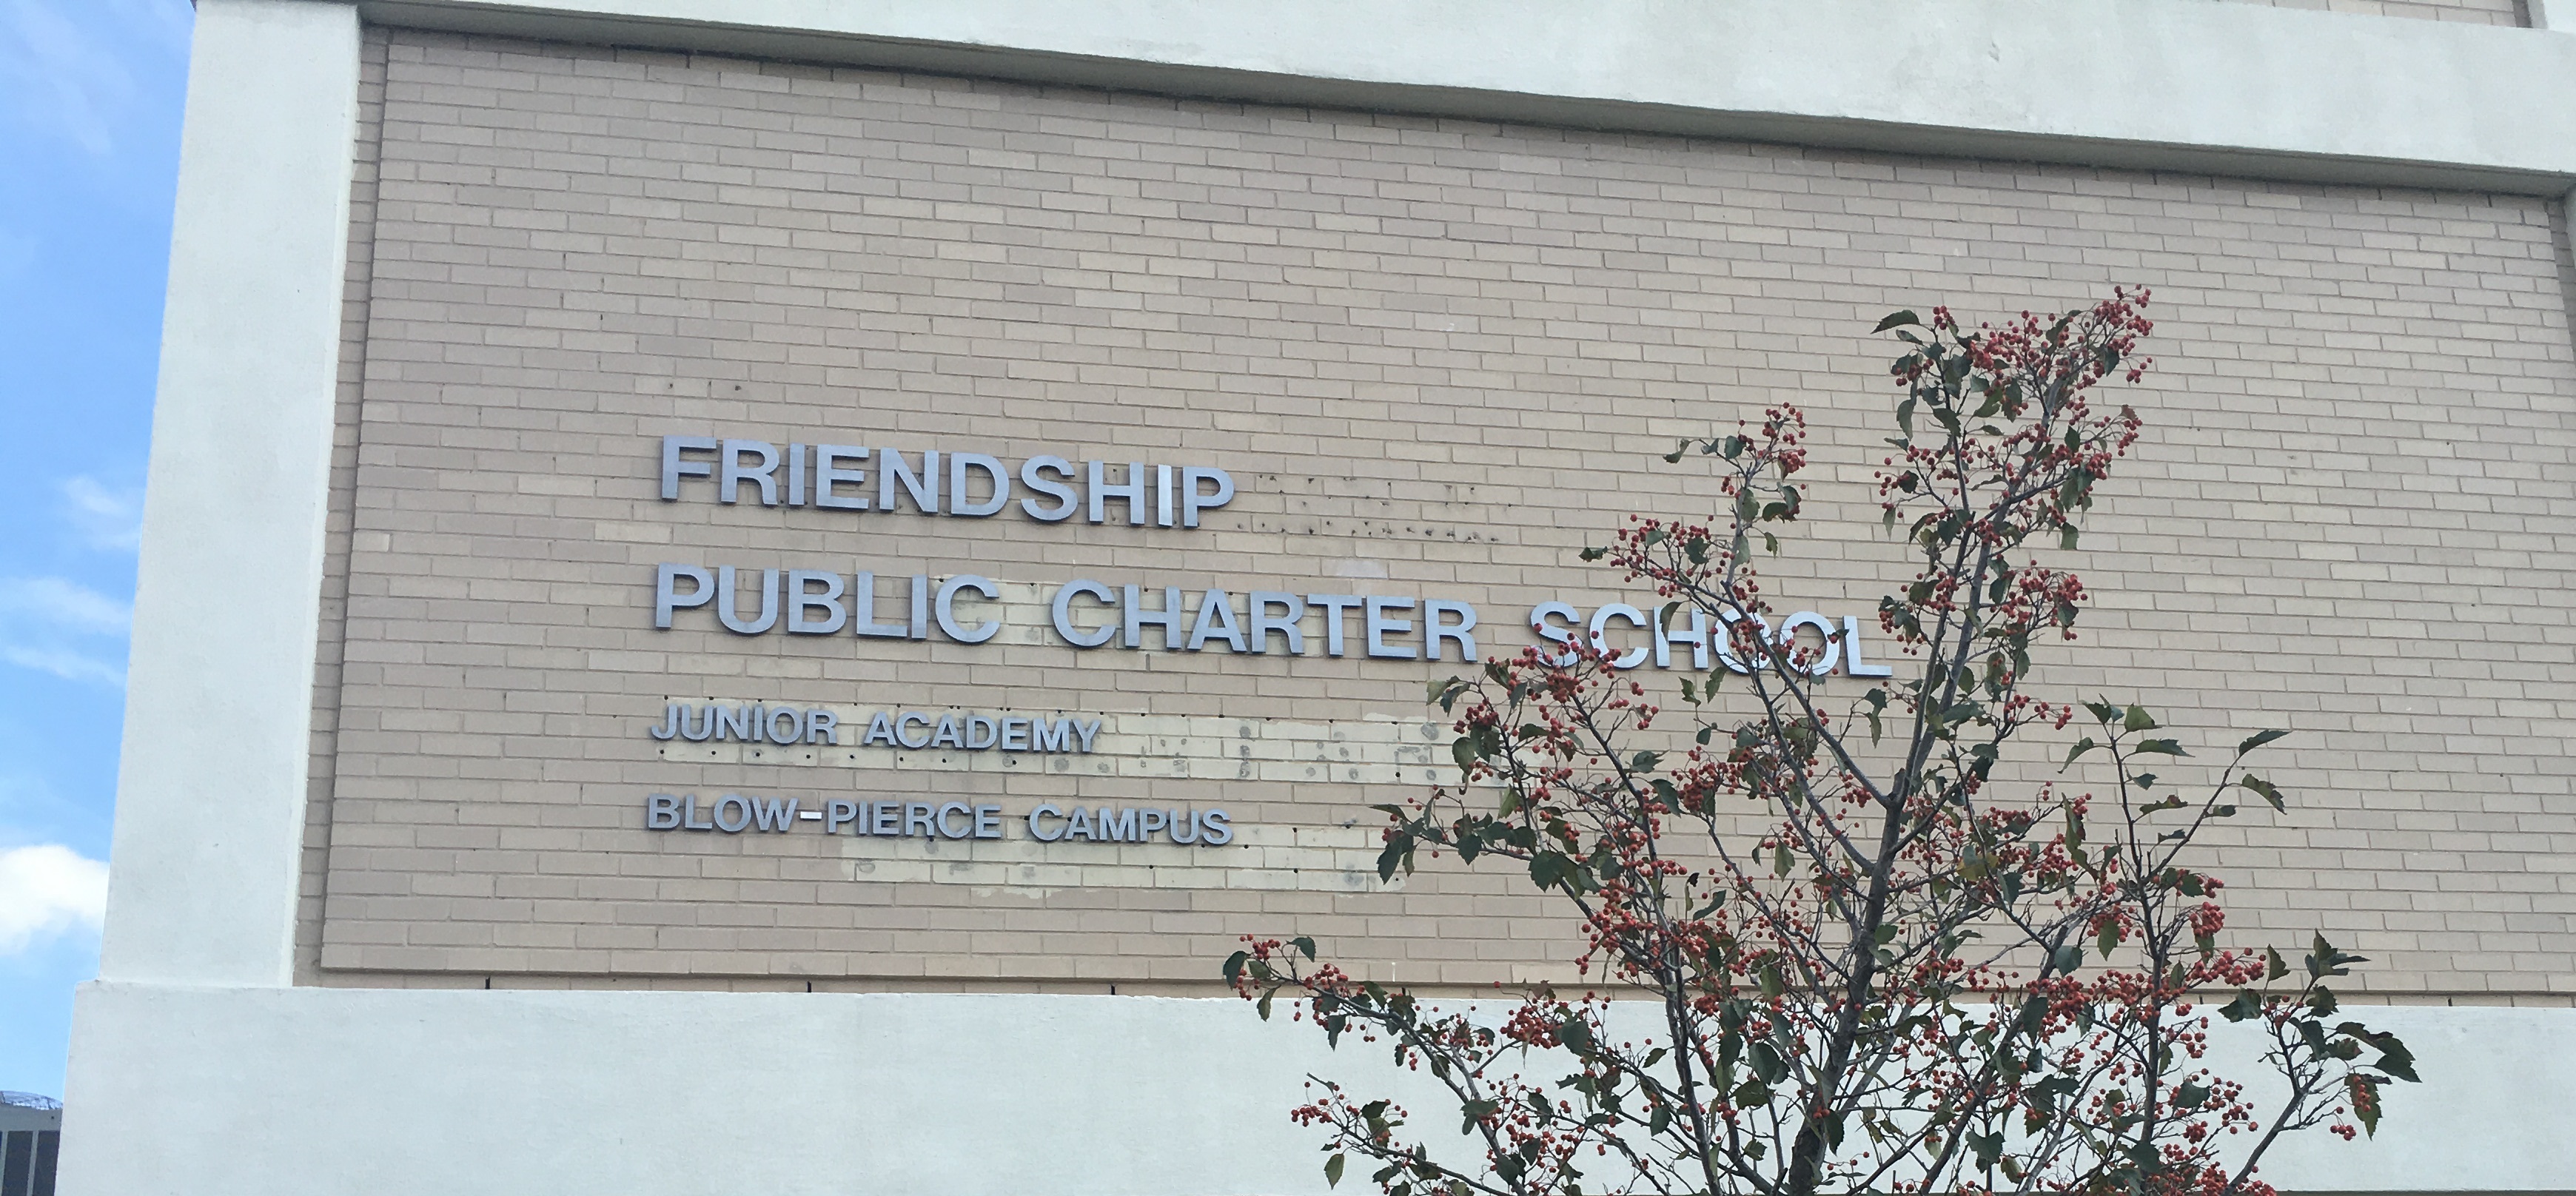 FRIENDSHIP
PUBLIC CHARTER SCHOOL
JUNIOR ACADEMY
BLOW-PIERCE CAMPUS